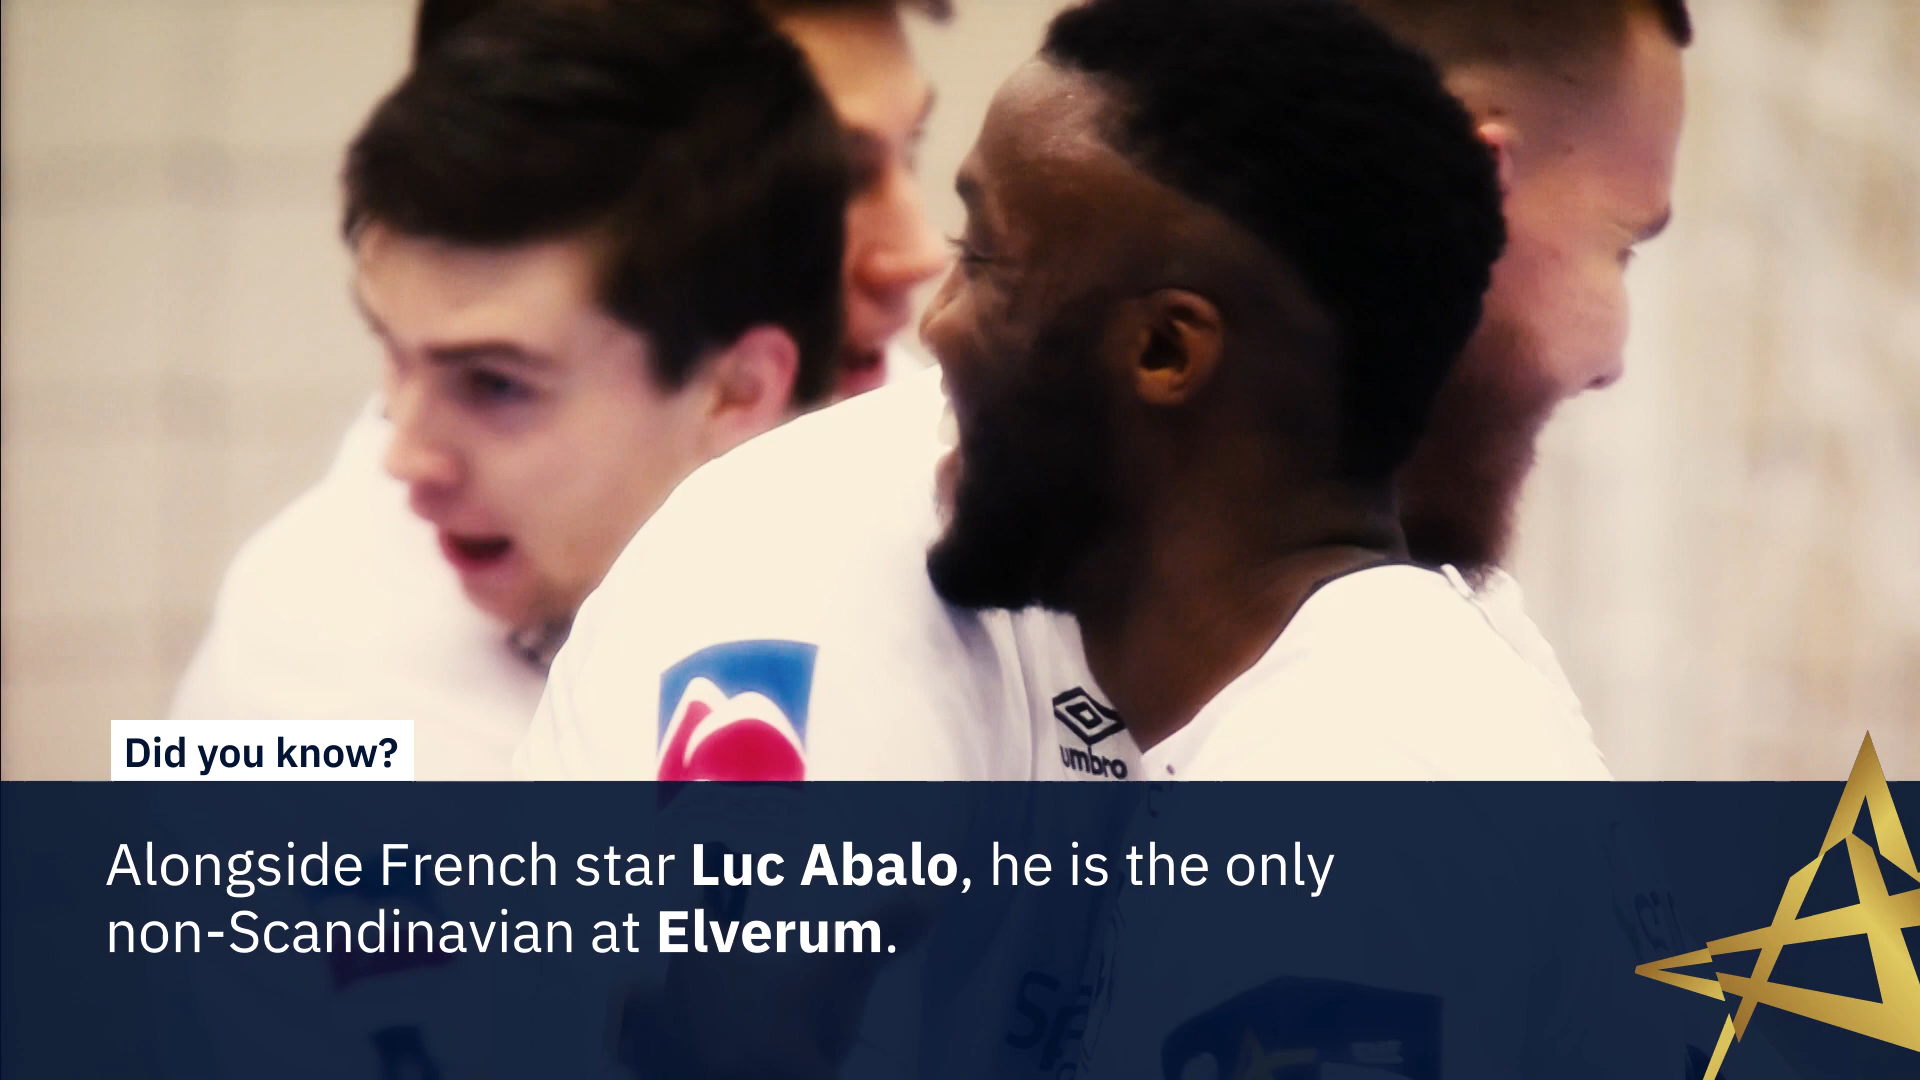 umbro
Did you know?
Alongside French star Luc Abalo, he is the only
non-Scandinavian at Elverum.